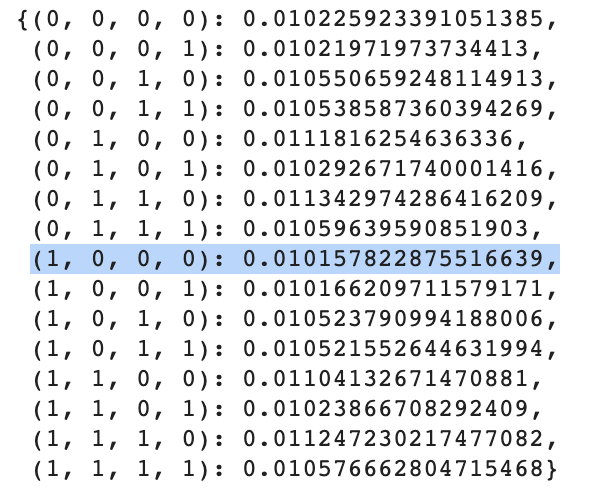 {(0, 0, 0, 0): 0.010225923391051385,
(0, 0, 0, 1): 0.01021971973734413,
(0, 0, 1, 0): 0.010550659248114913,
(0, 0, 1, 1): 0.010538587360394269,
(0, 1, 0, 0): 0.0111816254636336,
(0, 1, 0, 1): 0.010292671740001416,
(0, 1, 1, 0): 0.011342974286416209,
(0, 1, 1, 1): 0.01059639590851903,
(1, 0, 0, 0): 0.010157822875516639,
(1, 0, 0, 1): 0.010166209711579171,
(1, 0, 1, 0): 0.010523790994188006,
(1, 0, 1, 1): 0.010521552644631994,
(1, 1, 0, 0): 0.01104132671470881,
(1, 1, 0, 1): 0.01023866708292409,
(1, 1, 1, 0): 0.011247230217477082,
(1, 1, 1, 1): 0.010576662804715468}